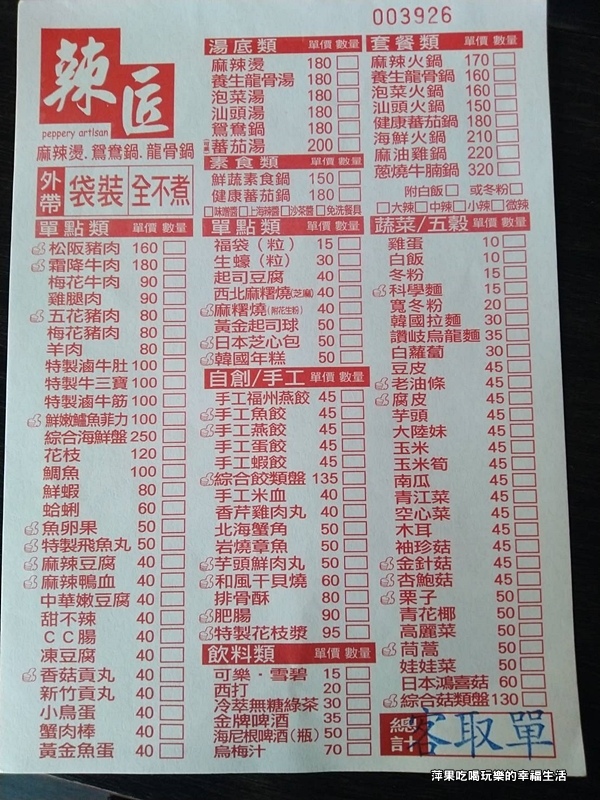 003926
辣匠
peppery artisan
麻辣燙.鴛鴦鍋.龍骨鍋
外帶 袋裝 全不煮
單點類 單價 數量
松阪豬肉 160
霜降牛肉 180
梅花牛肉 90
雞腿肉 90
五花豬肉 80
梅花豬肉 80
羊肉 80
特製滷牛肚 100
特製牛三寶 100
特製滷牛筋 100
鮮嫩鱸魚菲力 100
綜合海鮮盤 250
花枝 120
鯛魚 100
鮮蝦 80
蛤蜊 60
魚卵果 50
特製飛魚丸 50
麻辣豆腐 40
麻辣鴨血 40
中華嫩豆腐 40
甜不辣 40
CC腸 40
凍豆腐 40
香菇貢丸 40
新竹貢丸 40
小鳥蛋 40
蟹肉棒 40
黃金魚蛋 40
湯底類 單價 數量
麻辣燙 180
養生龍骨湯 180
泡菜湯 180
汕頭湯 180
鴛鴦鍋 180
蕃茄湯 200
素食類 單價 數量
鮮蔬素食鍋 150
健康蕃茄鍋 180
味噌醬 上海辣醬 沙茶醬 免洗餐具
單點類 單價 數量
福袋（粒） 15
生蠔（粒） 30
起司豆腐 40
西北麻糬燒(芝麻) 40
麻糬燒(附花生粉) 40
黃金起司球 50
日本芝心包 50
韓國年糕 50
自創/手工 單價 數量
手工福州燕餃 45
手工魚餃 45
手工燕餃 45
手工蛋餃 45
手工蝦餃 45
綜合餃類盤 135
手工米血 40
香芹雞肉丸 40
北海蟹角 50
岩燒章魚 50
芋頭鮮肉丸 50
和風干貝燒 60
排骨酥 80
肥腸 90
特製花枝漿 95
飲料類 單價 數量
可樂・雪碧 15
西打 20
冷萃無糖綠茶 30
金牌啤酒 35
海尼根啤酒(瓶) 50
烏梅汁 70
套餐類 單價 數量
麻辣火鍋 170
養生龍骨鍋 160
泡菜火鍋 160
汕頭火鍋 150
健康蕃茄鍋 180
海鮮火鍋 210
麻油雞鍋 220
蔥燒牛腩鍋 320
附白飯 或冬粉
大辣 中辣 小辣 微辣
蔬菜/五穀 單價 數量
雞蛋 10
白飯 10
冬粉 15
科學麵 15
寬冬粉 20
韓國拉麵 30
讚岐烏龍麵 35
白蘿蔔 35
豆皮 45
老油條 45
腐皮 45
芋頭 45
大陸妹 45
玉米 45
玉米筍 45
南瓜 45
青江菜 45
空心菜 45
木耳 45
袖珍菇 45
金針菇 45
杏鮑菇 45
栗子 50
青花椰 50
高麗菜 50
茼蒿 50
娃娃菜 50
日本鴻喜菇 60
綜合菇類盤 130
總計 客取單
萍果吃喝玩樂的幸福生活